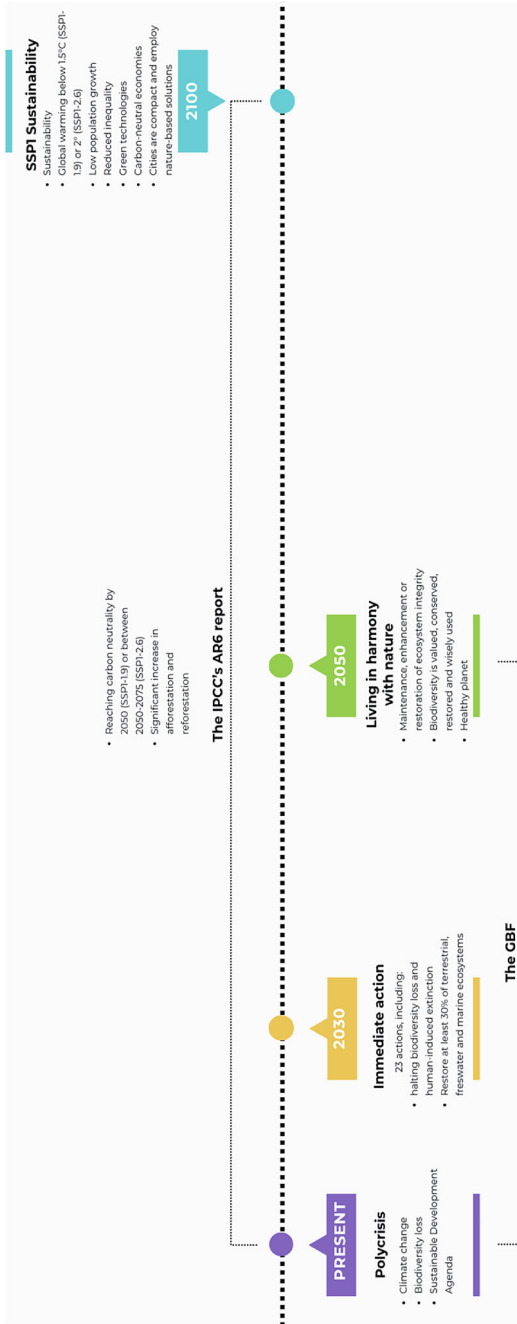 SSP1 Sustainability
• Sustainability
• Global warming below 1.5°C (SSP1-
1.9) or 2° (SSP1-2.6)
• Low population growth
• Reduced inequality
• Green technologies
• Carbon-neutral economies
• Cities are compact and employ
nature-based solutions
2100
• Reaching carbon neutrality by
2050 (SSP1-1.9) or between
2050-2075 (SSP1-2.6)
• Significant increase in
afforestation and
reforestation
The IPCC's AR6 report
PRESENT
Polycrisis
• Climate change
• Biodiversity loss
• Sustainable Development
Agenda
2030
Immediate action
23 actions, including:
• halting biodiversity loss and
human-induced extinction
• Restore at least 30% of terrestrial,
freswater and marine ecosystems
2050
Living in harmony
with nature
• Maintenance, enhancement or
restoration of ecosystem integrity
• Biodiversity is valued, conserved,
restored and wisely used
• Healthy planet
The GBF